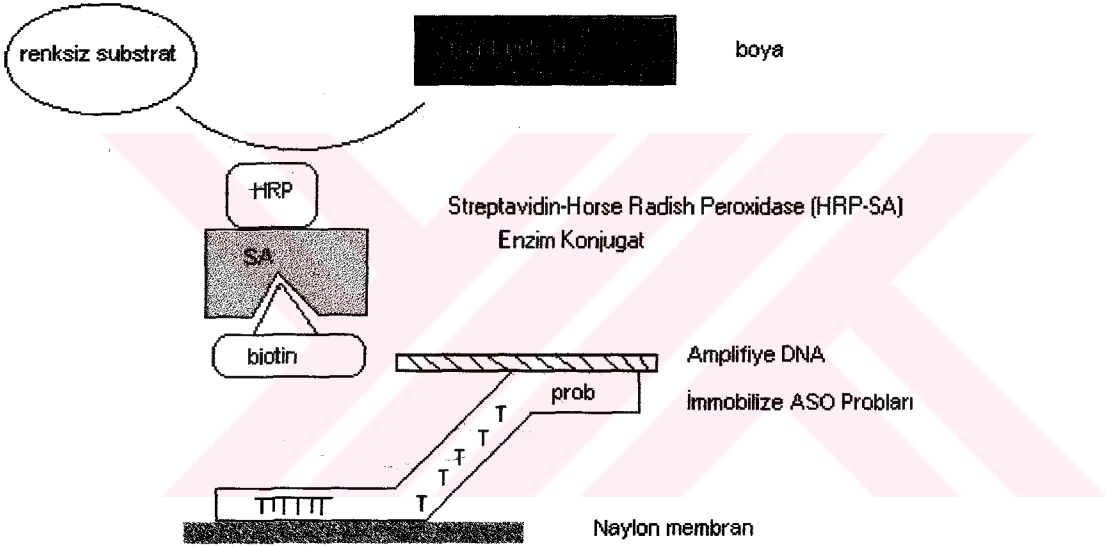 renksiz substrat
boya
HRP
Streptavidin-Horse Radish Peroxidase (HRP-SA)
Enzim Konjugat
SA
biotin
Amplifiye DNA
prob
İmmobilize ASO Probları
T
T
T
T
T
TTTTTT
Naylon membran